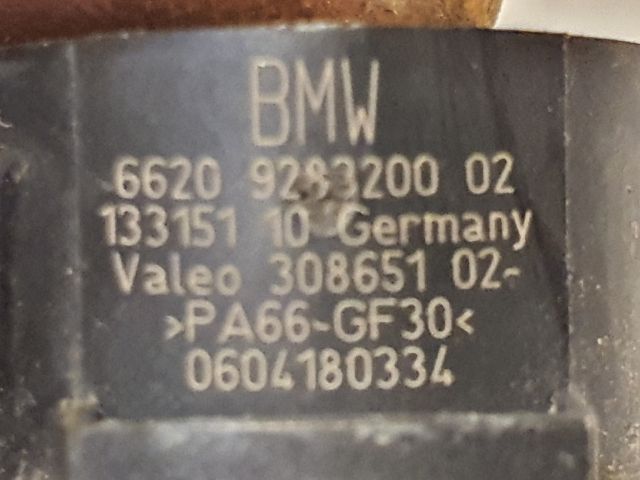 BMW
6620 9283200 02
133151 10 Germany
Valeo 308651 02-
>PA66-GF30<
0604180334